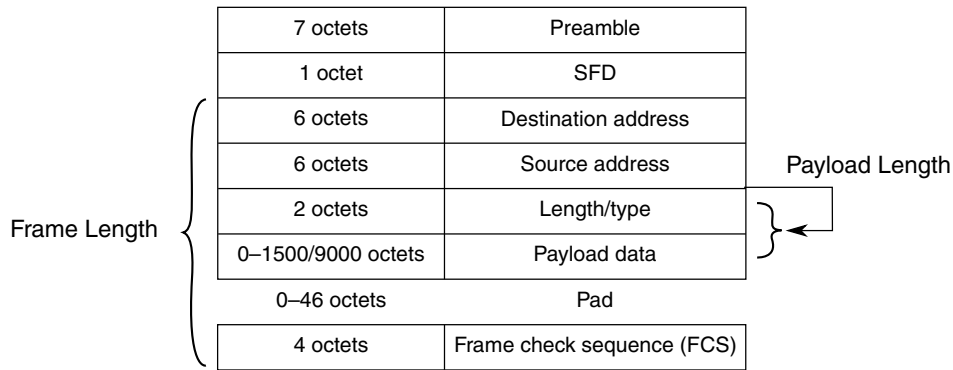 7 octets Preamble
1 octet SFD
6 octets Destination address
6 octets Source address
Payload Length
2 octets Length/type
Frame Length
0–1500/9000 octets Payload data
0–46 octets Pad
4 octets Frame check sequence (FCS)